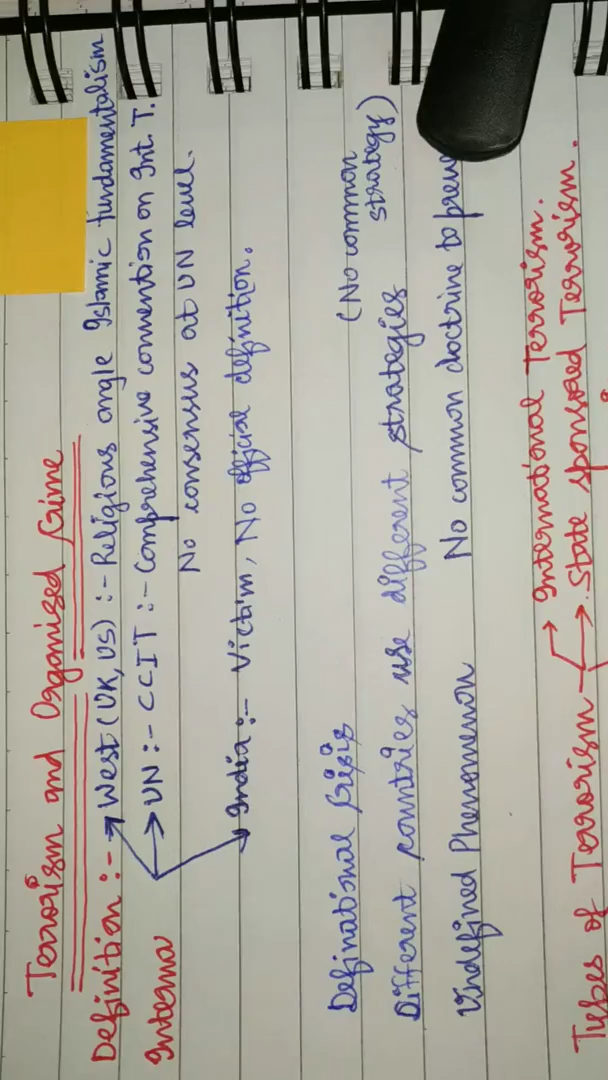 Terrorism and Organised Crime
Definition :- West (UK, US) :- Religious angle Islamic fundamentalism
Interna UN :- CCIT :- Comprehensive convention on Int. T.
No consensus at UN level.
India :- Victim, No official definition.
Definational Crisis (No common strategy)
Different countries use different strategies
Undefined Phenomenon No common doctrine to preve
International Terrorism.
Types of Terrorism State sponsored Terrorism.